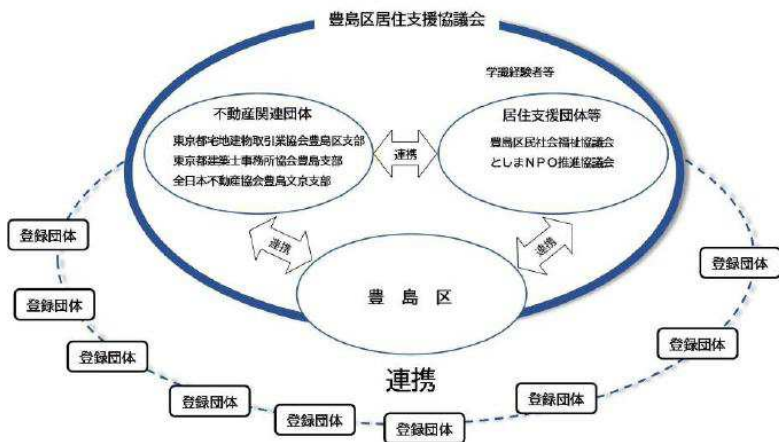 豊島区居住支援協議会
学識経験者等
不動産関連団体
東京都宅地建物取引業協会豊島区支部
東京都建築士事務所協会豊島支部
全日本不動産協会豊島文京支部
連携
居住支援団体等
豊島区民社会福祉協議会
としまNPO推進協議会
連携
連携
豊島区
連携
登録団体
登録団体
登録団体
登録団体
登録団体
登録団体
登録団体
登録団体
登録団体